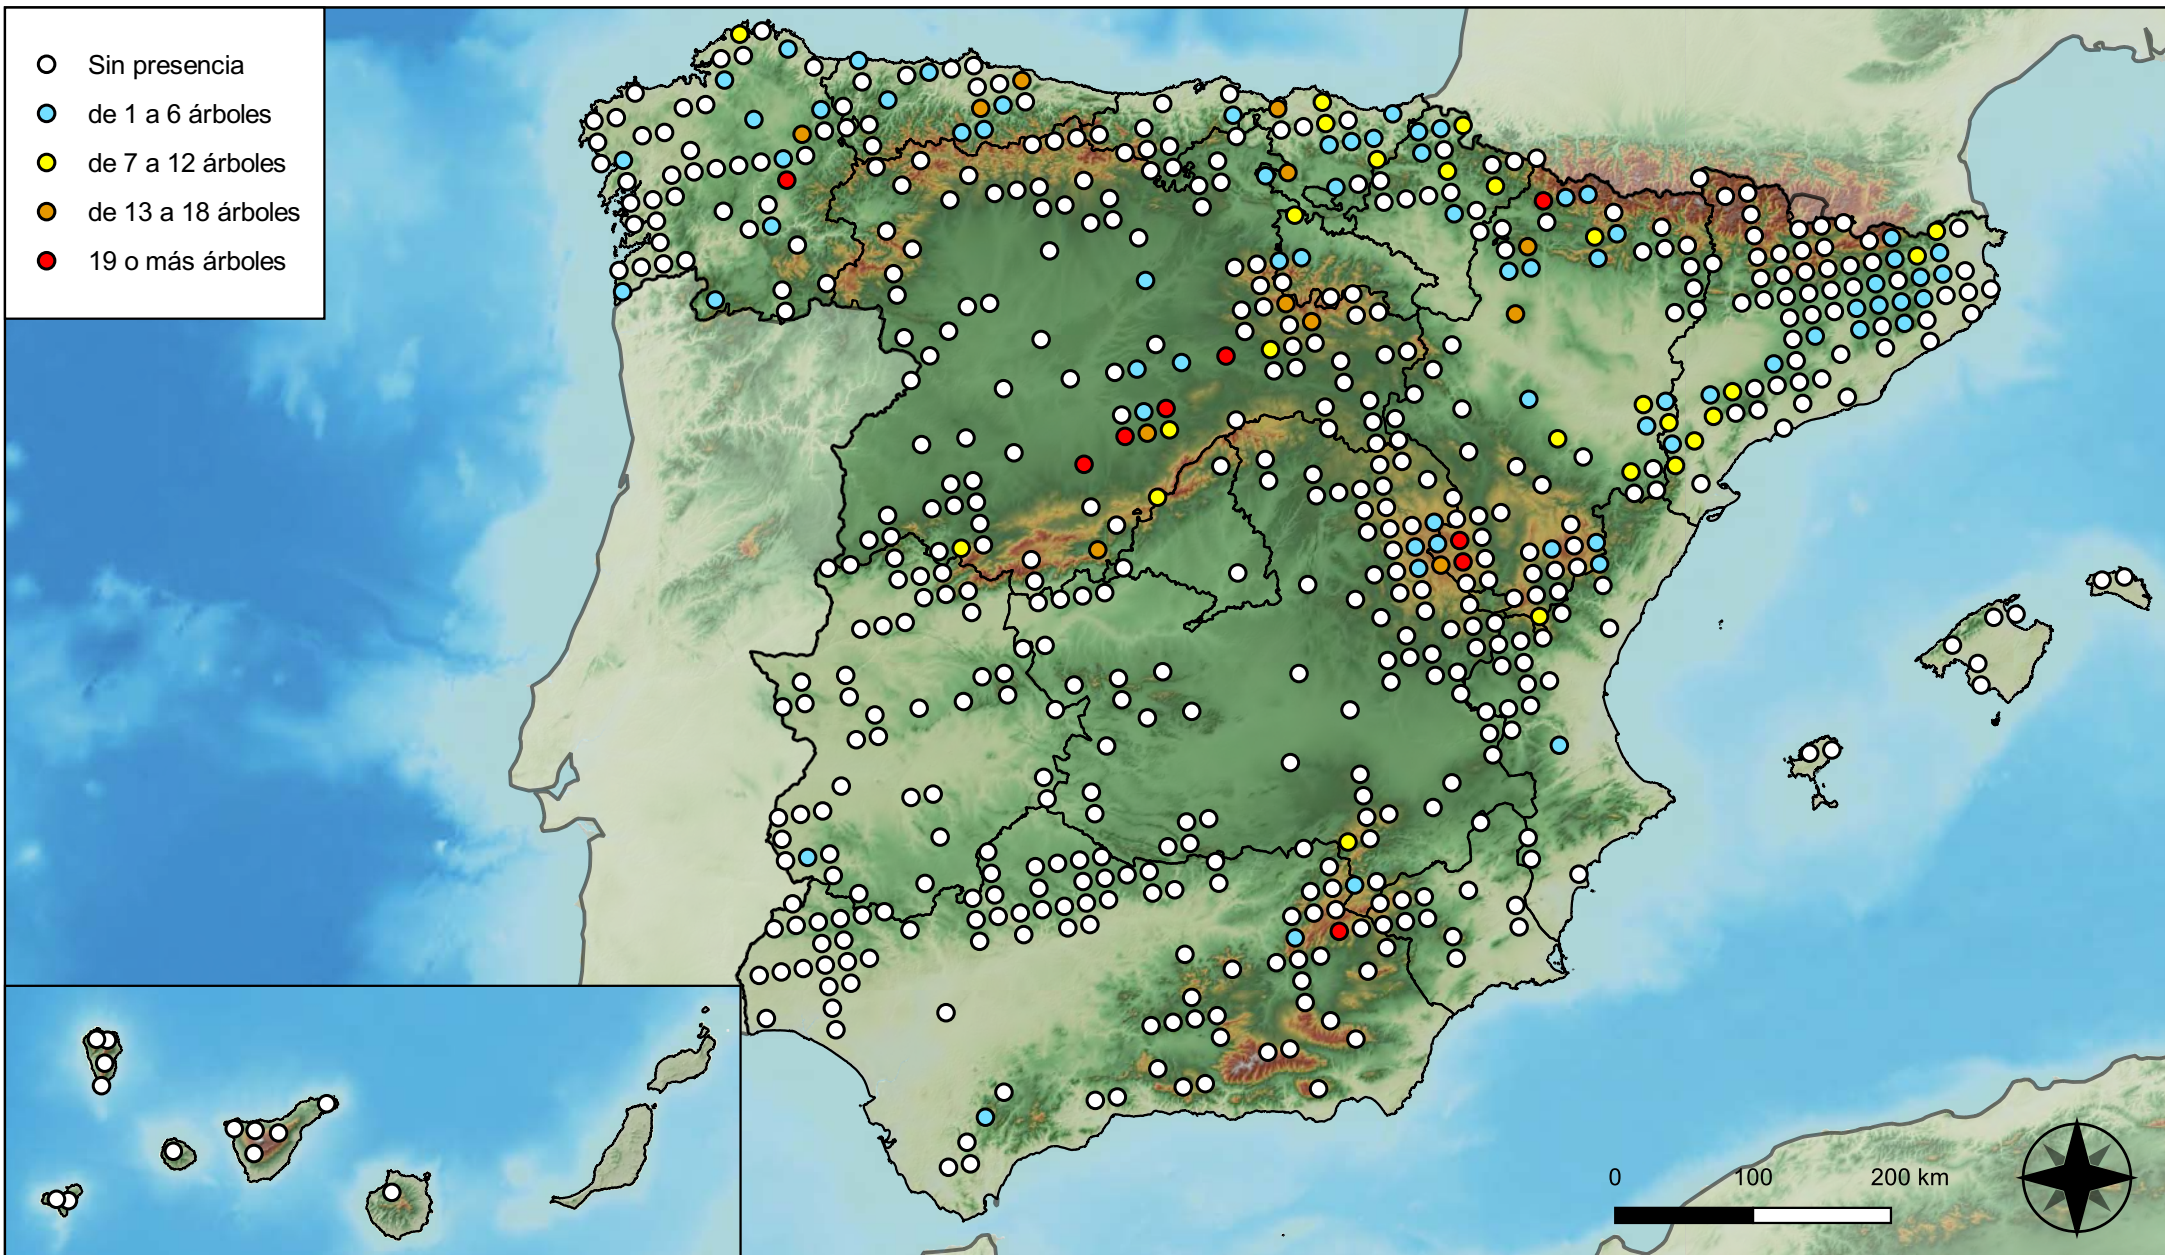 Sin presencia
de 1 a 6 árboles
de 7 a 12 árboles
de 13 a 18 árboles
19 o más árboles
0 100 200 km